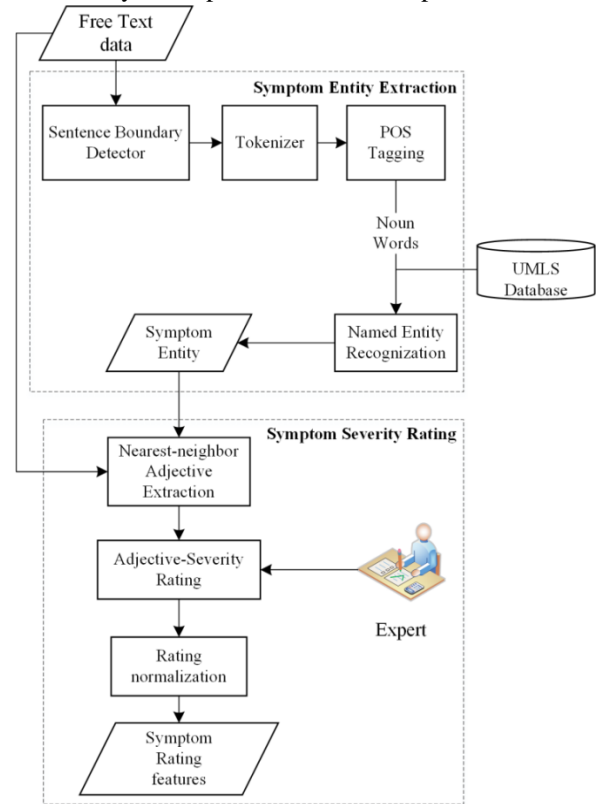 Free Text
data
Symptom Entity Extraction
Sentence Boundary
Detector
Tokenizer
POS
Tagging
Noun
Words
UMLS
Database
Symptom
Entity
Named Entity
Recognization
Symptom Severity Rating
Nearest-neighbor
Adjective
Extraction
Adjective-Severity
Rating
Expert
Rating
normalization
Symptom
Rating
features